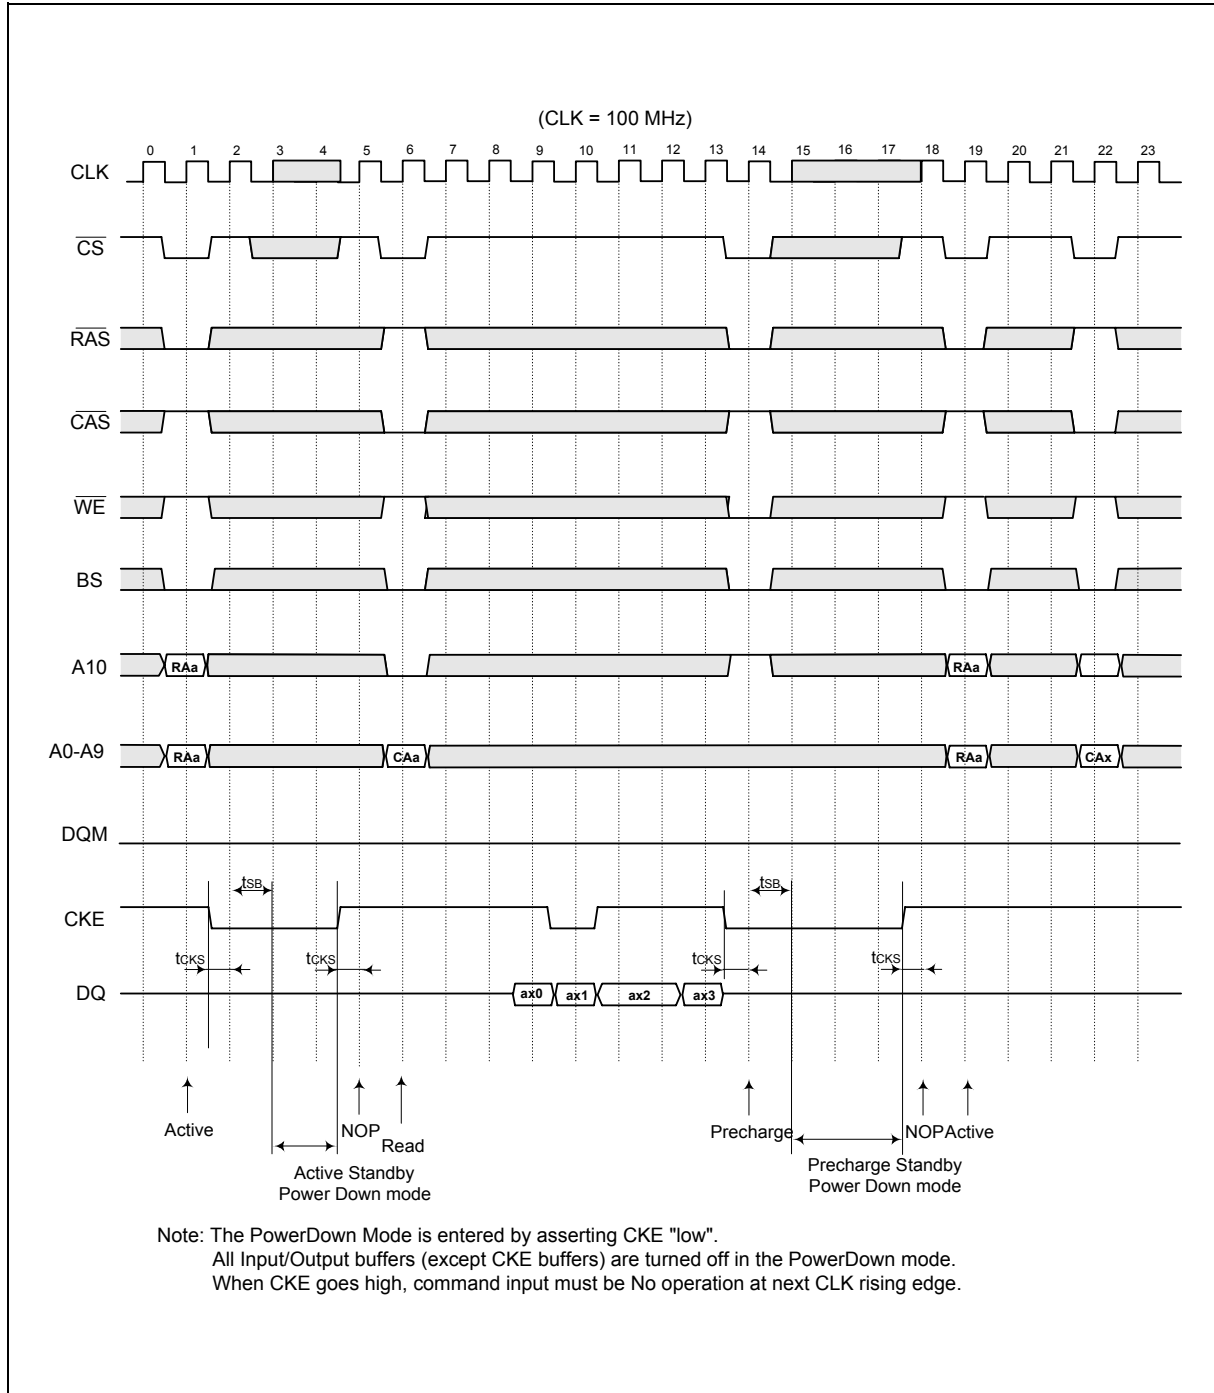 (CLK = 100 MHz)
0 1 2 3 4 5 6 7 8 9 10 11 12 13 14 15 16 17 18 19 20 21 22 23
CLK
CS
RAS
CAS
WE
BS
A10 RAa RAa
A0-A9 RAa CAa RAa CAx
DQM
tSB tSB
CKE
tCKS tCKS tCKS tCKS
DQ ax0 ax1 ax2 ax3
Active NOP Read Precharge NOP Active
Active Standby
Power Down mode
Precharge Standby
Power Down mode
Note: The PowerDown Mode is entered by asserting CKE "low".
All Input/Output buffers (except CKE buffers) are turned off in the PowerDown mode.
When CKE goes high, command input must be No operation at next CLK rising edge.